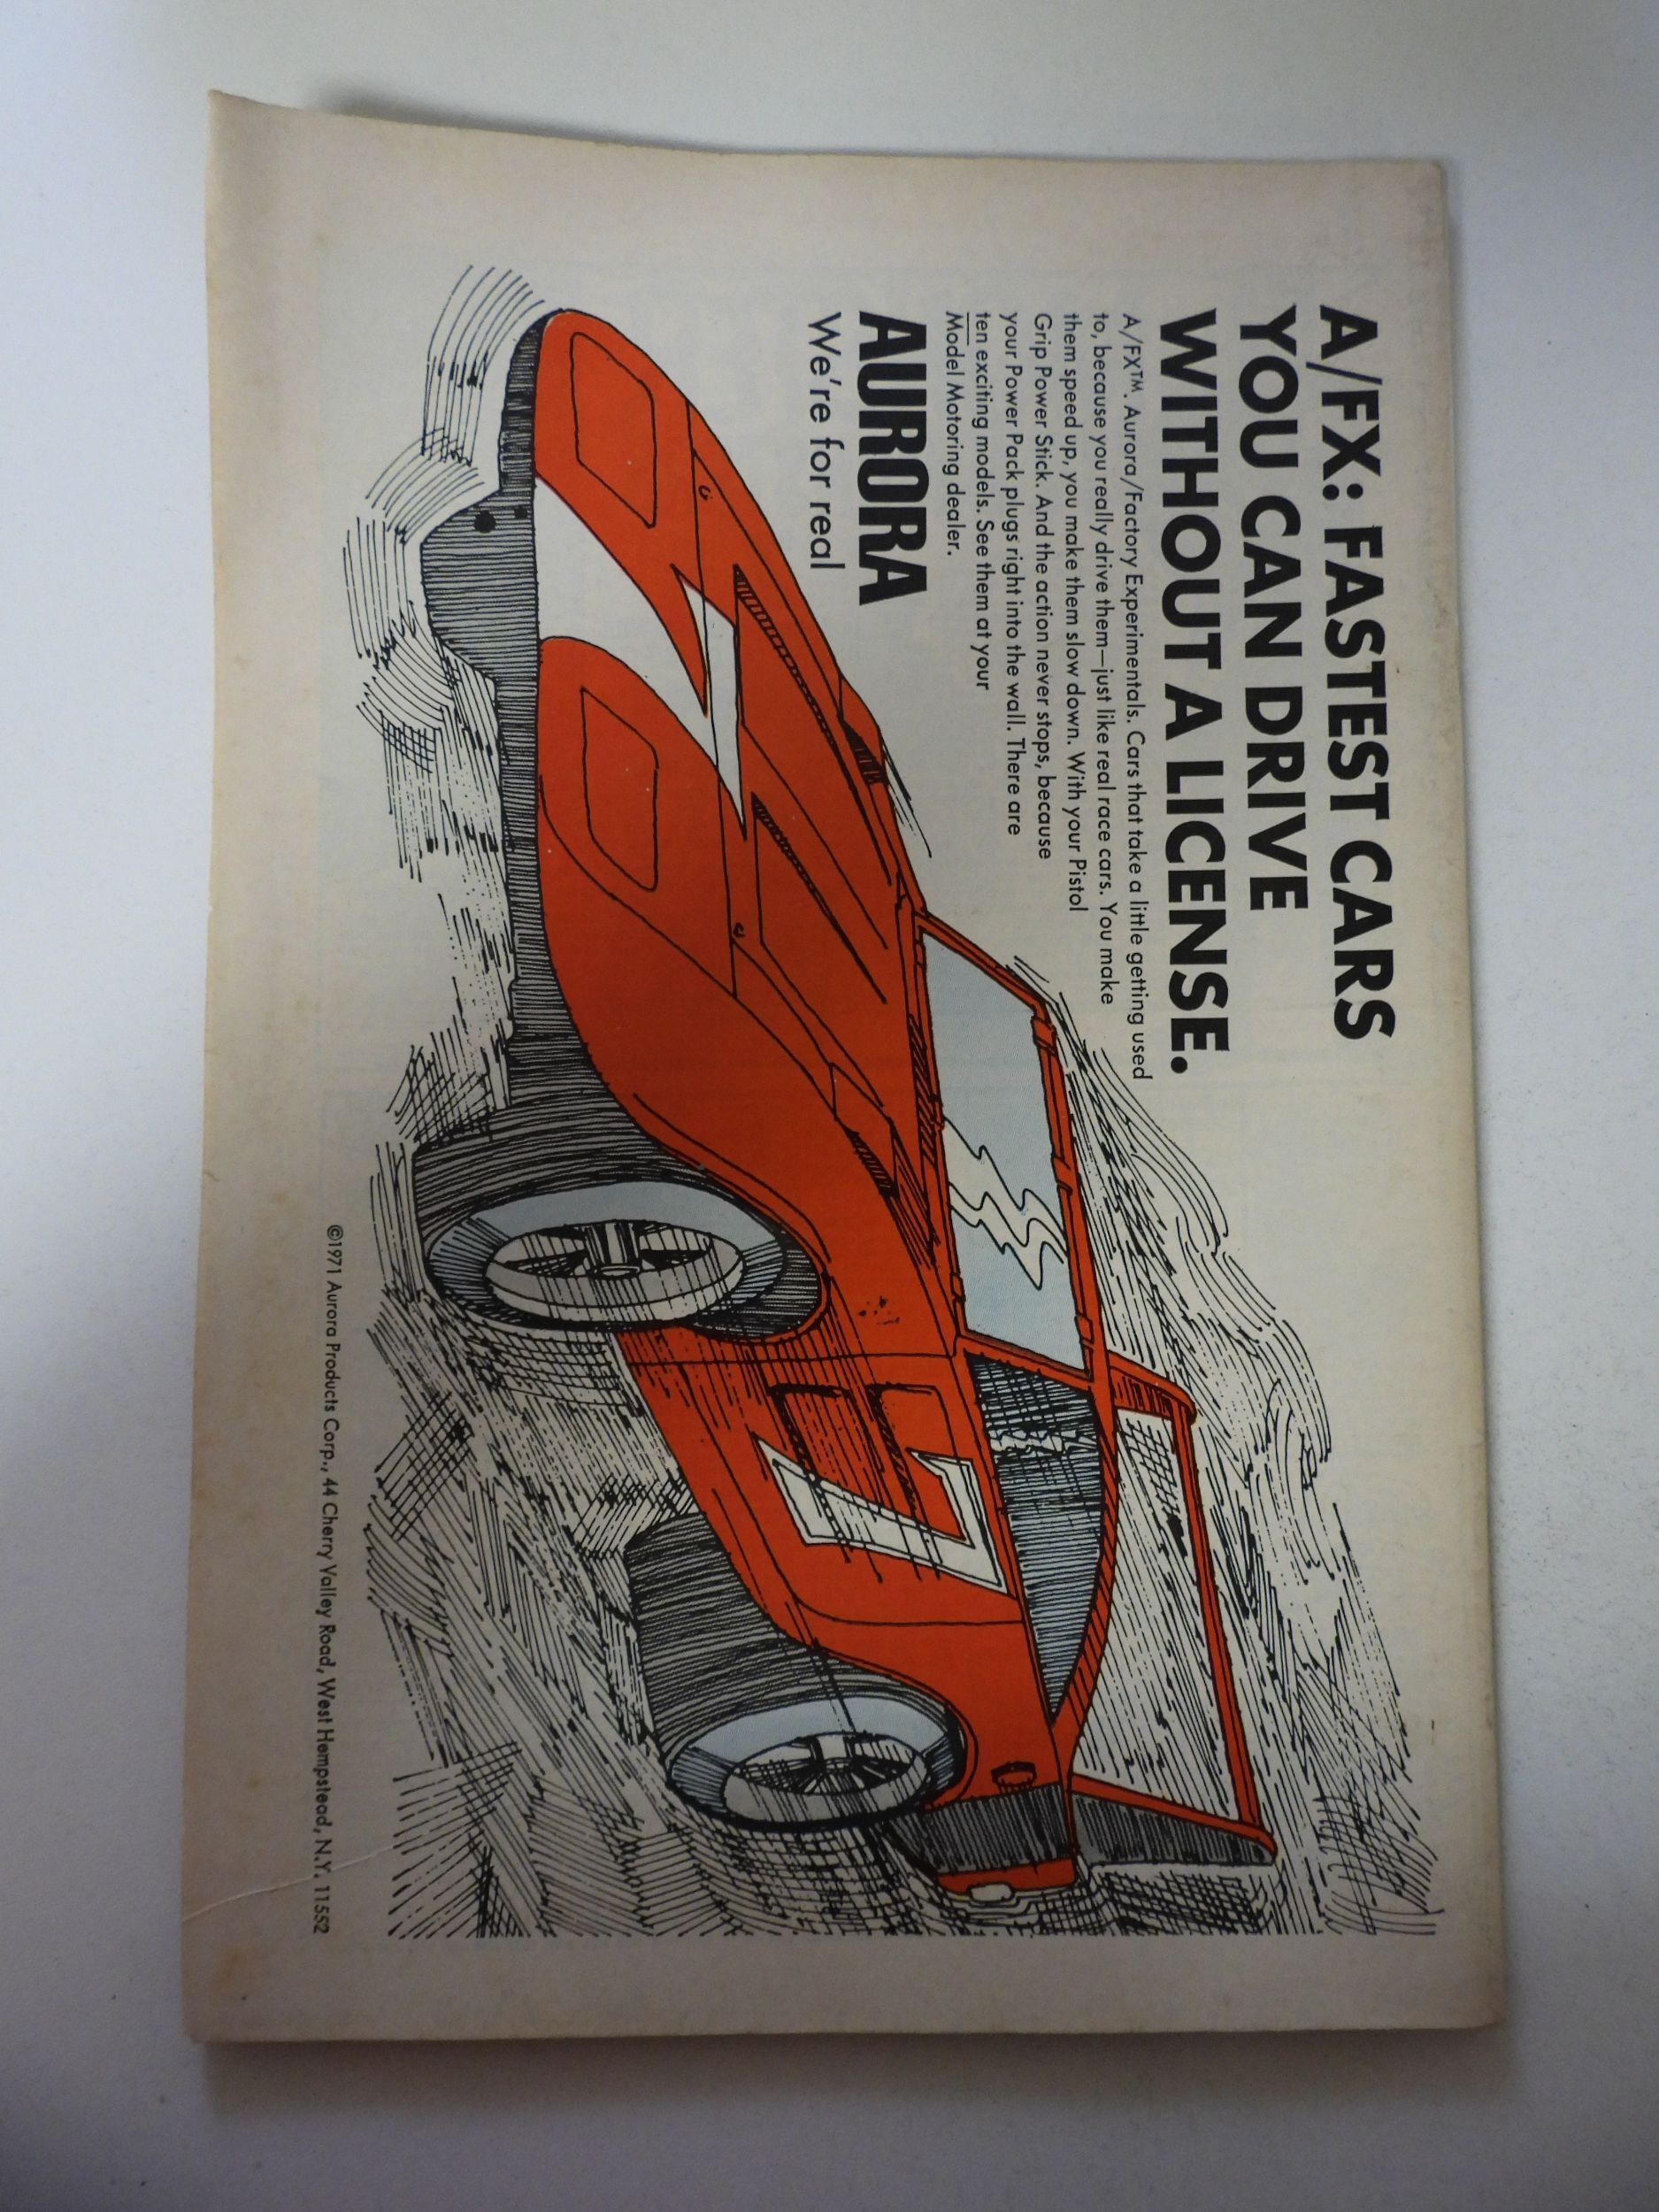 A/FX: FASTEST CARS
YOU CAN DRIVE
WITHOUT A LICENSE.
A/FX™. Aurora/Factory Experimentals. Cars that take a little getting used
to, because you really drive them—just like real race cars. You make
them speed up, you make them slow down. With your Pistol
Grip Power Stick. And the action never stops, because
your Power Pack plugs right into the wall. There are
ten exciting models. See them at your
Model Motoring dealer.
AURORA
We're for real
©1971 Aurora Products Corp., 44 Cherry Valley Road, West Hempstead, N.Y. 11552